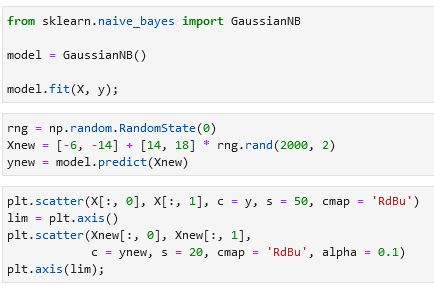 from sklearn.naive_bayes import GaussianNB
model = GaussianNB()
model.fit(X, y);
rng = np.random.RandomState(0)
Xnew = [-6, -14] + [14, 18] * rng.rand(2000, 2)
ynew = model.predict(Xnew)
plt.scatter(X[:, 0], X[:, 1], c = y, s = 50, cmap = 'RdBu')
lim = plt.axis()
plt.scatter(Xnew[:, 0], Xnew[:, 1],
            c = ynew, s = 20, cmap = 'RdBu', alpha = 0.1)
plt.axis(lim);